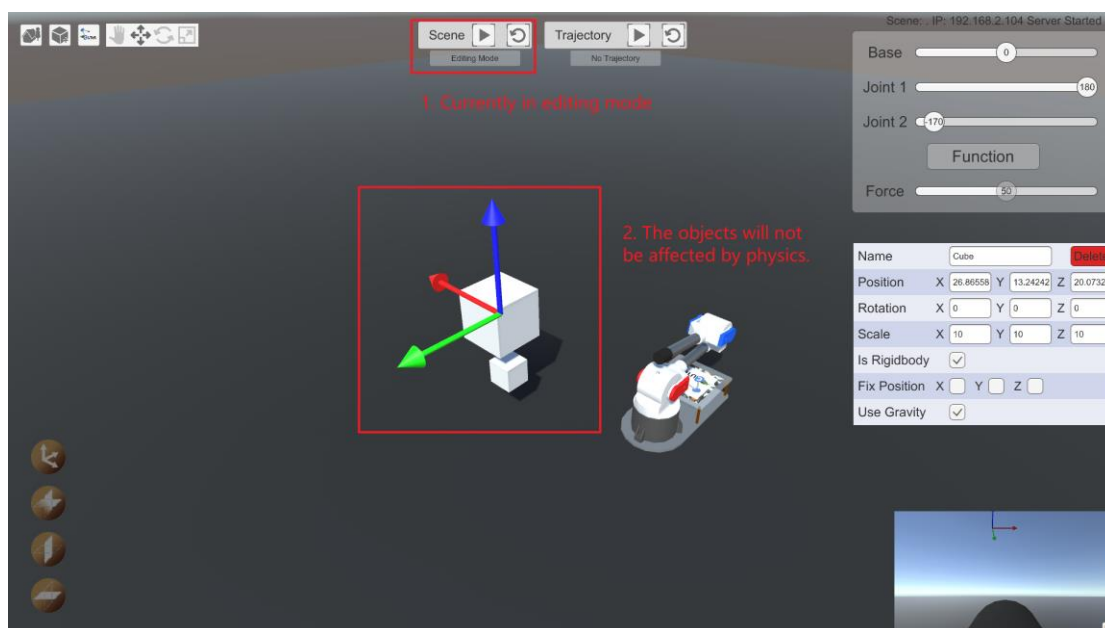 Scene: . IP: 192.168.2.104 Server Started
Scene
Trajectory
Editing Mode
No Trajectory
1. Currently in editing mode
Base 0
Joint 1 180
Joint 2 -170
Function
Force 50
2. The objects will not
be affected by physics.
Name Cube Delete
Position X 26.86558 Y 13.24242 Z 20.0732
Rotation X 0 Y 0 Z 0
Scale X 10 Y 10 Z 10
Is Rigidbody
Fix Position X Y Z
Use Gravity